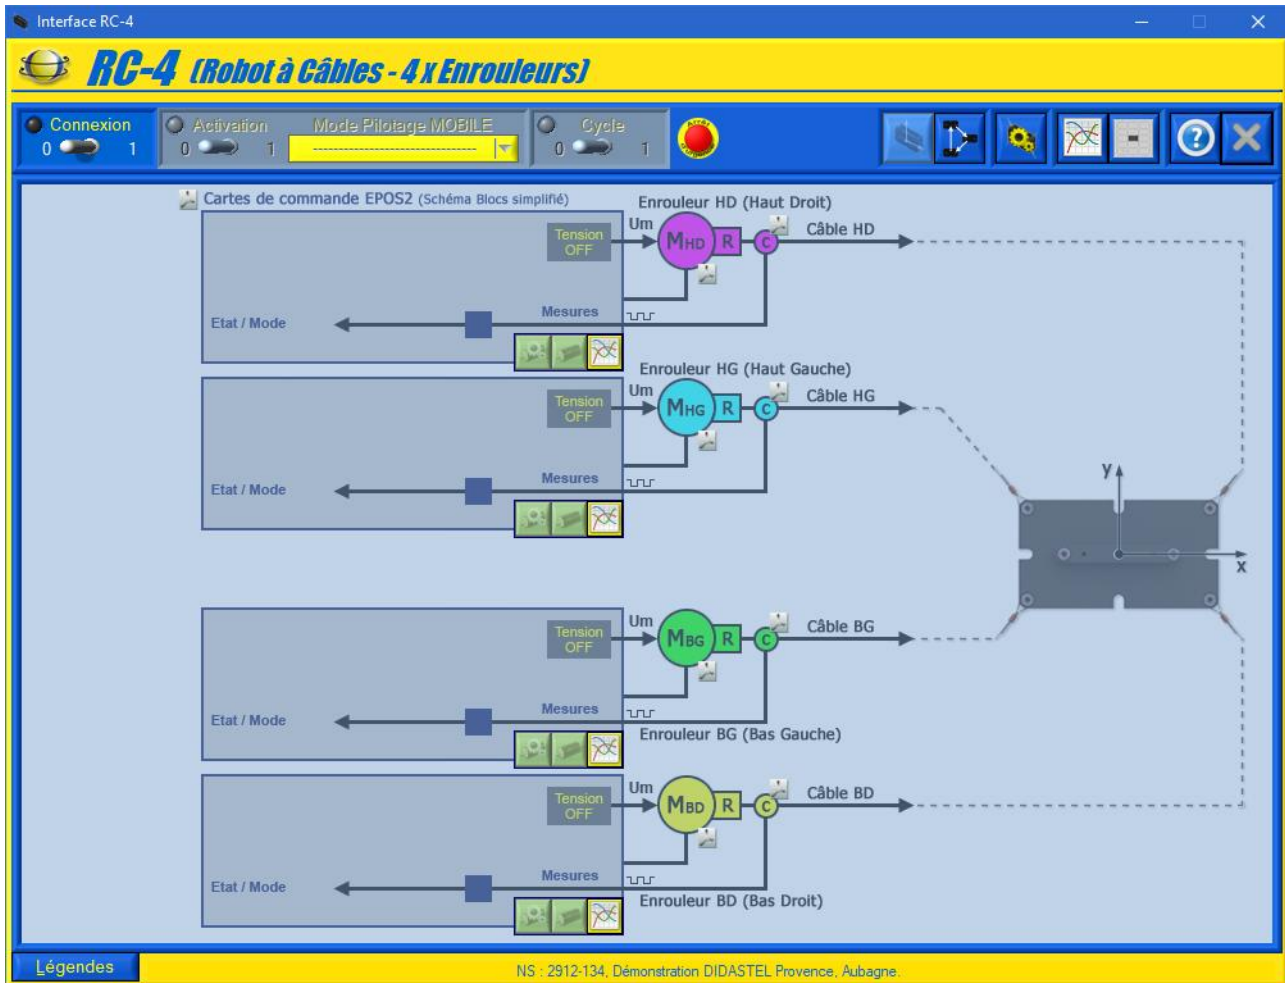 Interface RC-4
RC-4 (Robot à Câbles - 4 x Enrouleurs)
Connexion
0 1
Activation
0 1
Mode Pilotage MOBILE
Cycle
0 1
Cartes de commande EPOS2 (Schéma Blocs simplifié)
Enrouleur HD (Haut Droit)
Tension
OFF
Um
MHD R C
Câble HD
Mesures
Etat / Mode
Enrouleur HG (Haut Gauche)
Tension
OFF
Um
MHG R C
Câble HG
Mesures
Etat / Mode
y
x
Tension
OFF
Um
MBG R C
Câble BG
Mesures
Etat / Mode
Enrouleur BG (Bas Gauche)
Tension
OFF
Um
MBD R C
Câble BD
Mesures
Etat / Mode
Enrouleur BD (Bas Droit)
Légendes
NS : 2912-134, Démonstration DIDASTEL Provence, Aubagne.